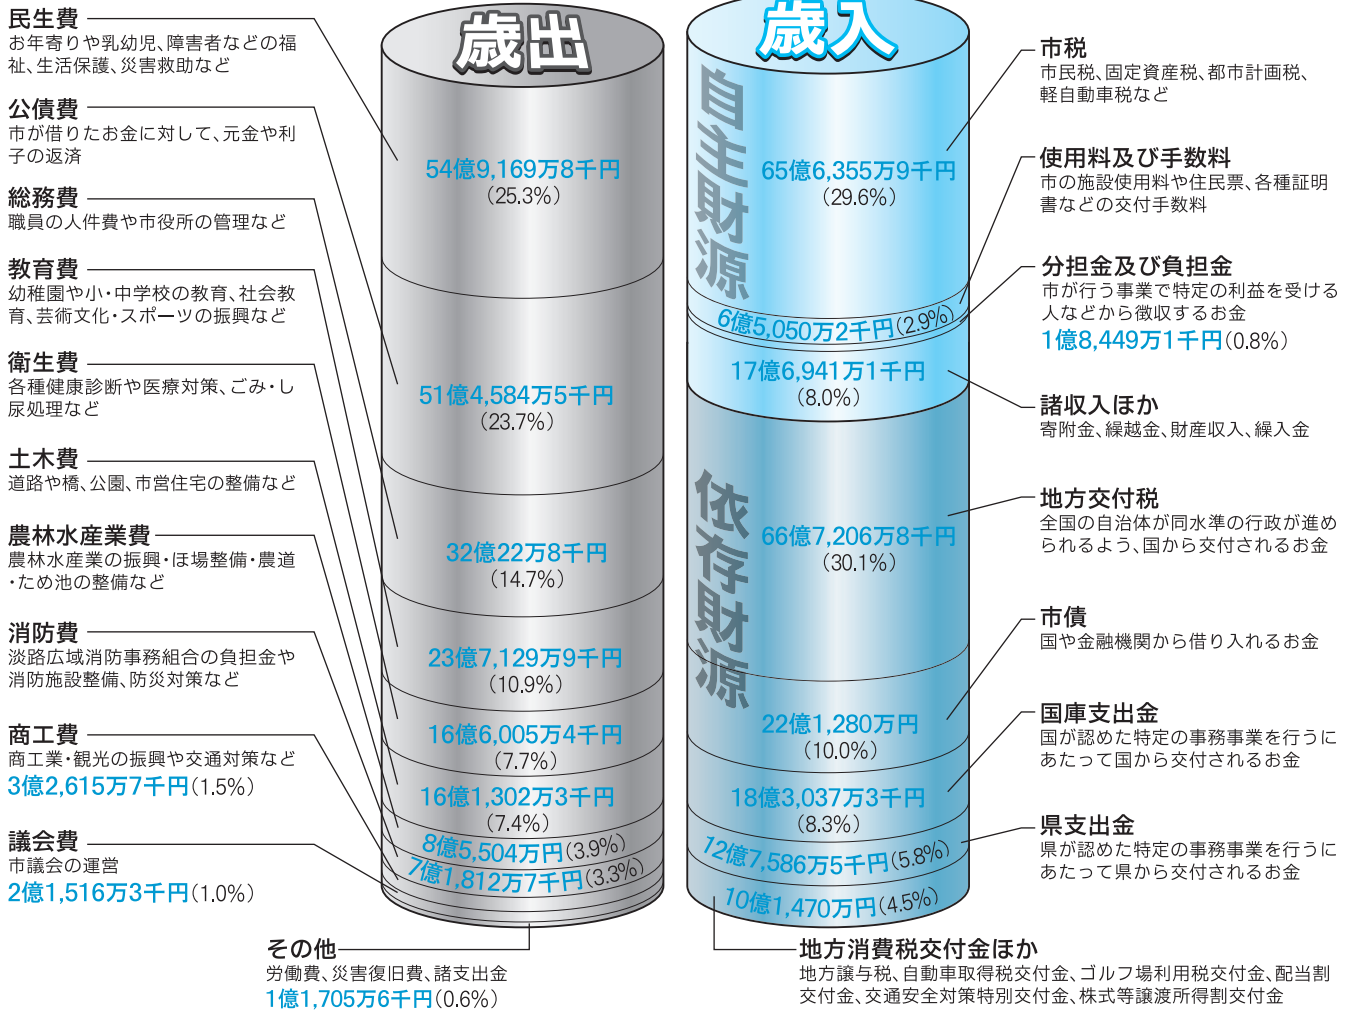 歳出
民生費
お年寄りや乳幼児、障害者などの福
祉、生活保護、災害救助など
公債費
市が借りたお金に対して、元金や利
子の返済
総務費
職員の人件費や市役所の管理など
教育費
幼稚園や小・中学校の教育、社会教
育、芸術文化・スポーツの振興など
衛生費
各種健康診断や医療対策、ごみ・し
尿処理など
土木費
道路や橋、公園、市営住宅の整備など
農林水産業費
農林水産業の振興・ほ場整備・農道
・ため池の整備など
消防費
淡路広域消防事務組合の負担金や
消防施設整備、防災対策など
商工費
商工業・観光の振興や交通対策など
3億2,615万7千円(1.5%)
議会費
市議会の運営
2億1,516万3千円(1.0%)
その他
労働費、災害復旧費、諸支出金
1億1,705万6千円(0.6%)
54億9,169万8千円
(25.3%)
51億4,584万5千円
(23.7%)
32億22万8千円
(14.7%)
23億7,129万9千円
(10.9%)
16億6,005万4千円
(7.7%)
16億1,302万3千円
(7.4%)
8億5,504万円(3.9%)
7億1,812万7千円(3.3%)
歳入
自主財源
65億6,355万9千円
(29.6%)
6億5,050万2千円(2.9%)
17億6,941万1千円
(8.0%)
依存財源
66億7,206万8千円
(30.1%)
22億1,280万円
(10.0%)
18億3,037万3千円
(8.3%)
12億7,586万5千円(5.8%)
10億1,470万円(4.5%)
市税
市民税、固定資産税、都市計画税、
軽自動車税など
使用料及び手数料
市の施設使用料や住民票、各種証明
書などの交付手数料
分担金及び負担金
市が行う事業で特定の利益を受ける
人などから徴収するお金
1億8,449万1千円(0.8%)
諸収入ほか
寄附金、繰越金、財産収入、繰入金
地方交付税
全国の自治体が同水準の行政が進め
られるよう、国から交付されるお金
市債
国や金融機関から借り入れるお金
国庫支出金
国が認めた特定の事務事業を行うに
あたって国から交付されるお金
県支出金
県が認めた特定の事務事業を行うに
あたって県から交付されるお金
地方消費税交付金ほか
地方譲与税、自動車取得税交付金、ゴルフ場利用税交付金、配当割
交付金、交通安全対策特別交付金、株式等譲渡所得割交付金